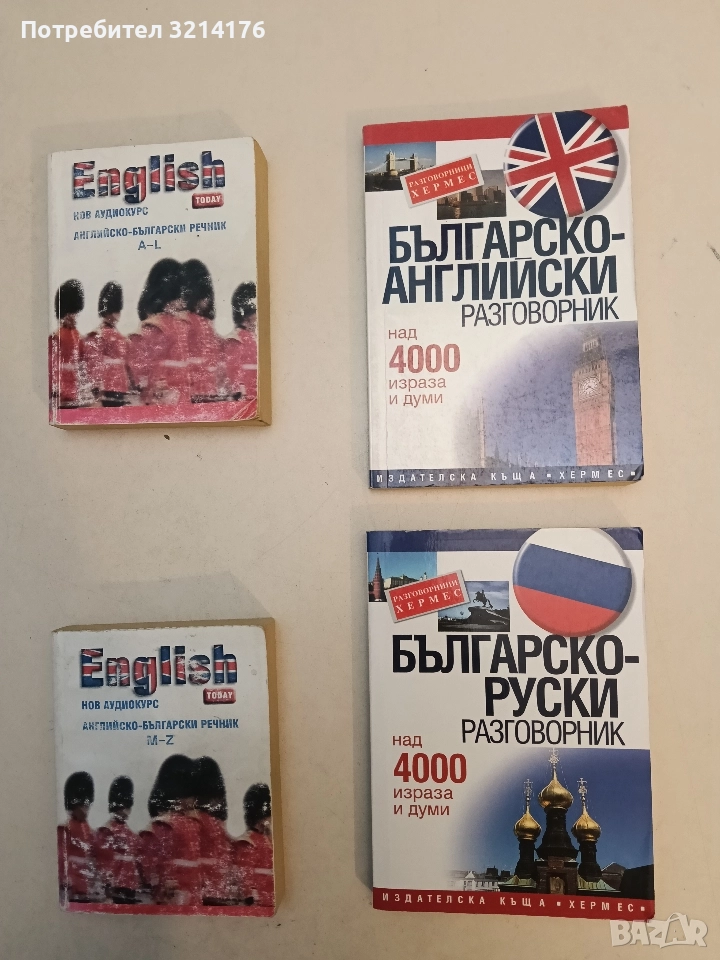 Потребител 3214176
English
TODAY
НОВ АУДИОКУРС
АНГЛИЙСКО-БЪЛГАРСКИ РЕЧНИК
A-L
РАЗГОВОРНИЦИ
ХЕРМЕС
БЪЛГАРСКО-
АНГЛИЙСКИ
РАЗГОВОРНИК
над
4000
израза
и думи
ИЗДАТЕЛСКА КЪЩА • ХЕРМЕС •
English
TODAY
НОВ АУДИОКУРС
АНГЛИЙСКО-БЪЛГАРСКИ РЕЧНИК
M-Z
РАЗГОВОРНИЦИ
ХЕРМЕС
БЪЛГАРСКО-
РУСКИ
РАЗГОВОРНИК
над
4000
израза
и думи
ИЗДАТЕЛСКА КЪЩА • ХЕРМЕС •
BAZAR